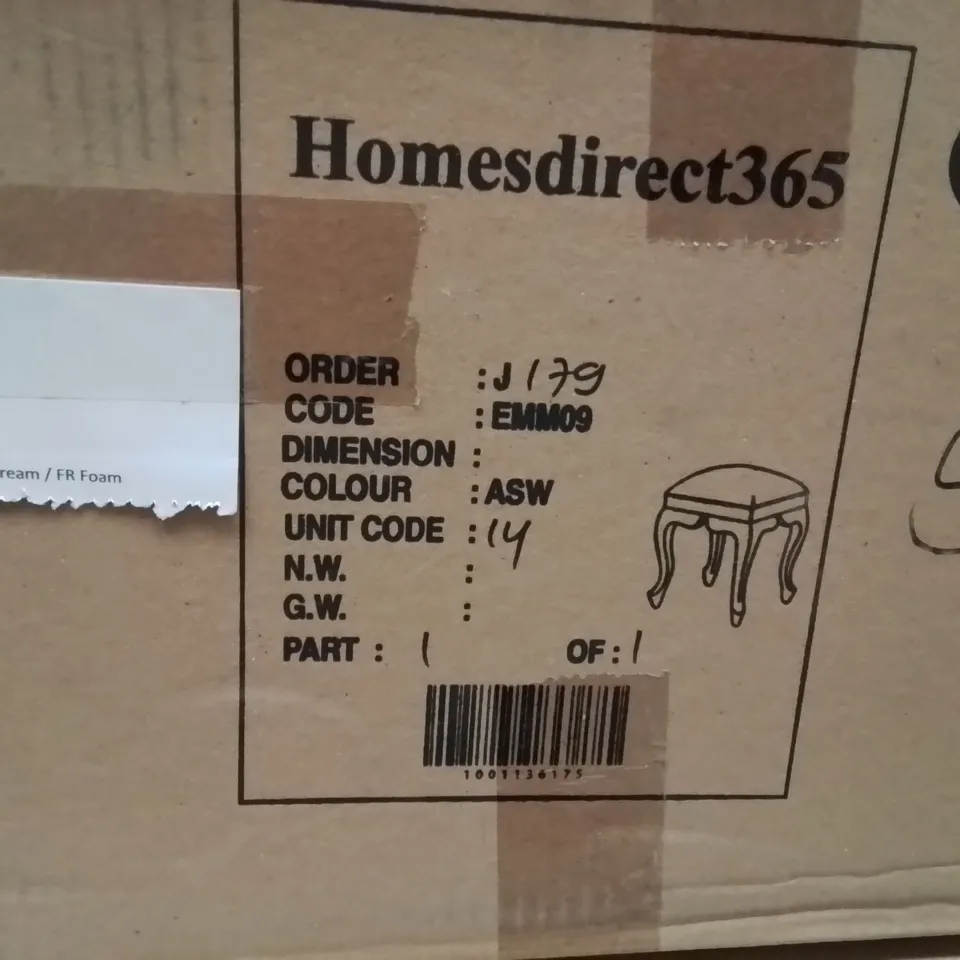 Homesdirect365
ream / FR Foam
ORDER : J 179
CODE : EMM09
DIMENSION :
COLOUR : ASW
UNIT CODE : 14
N.W. :
G.W. :
PART : 1 OF : 1
1001136175